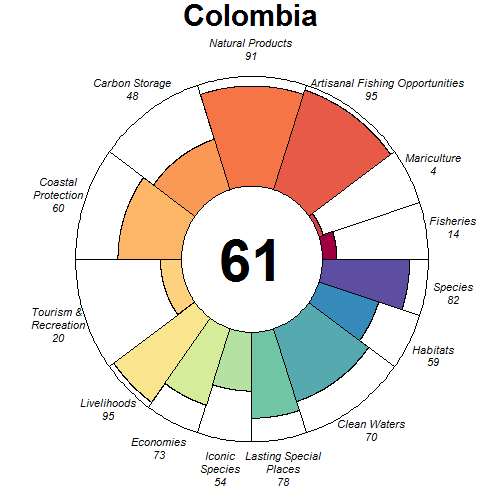 Colombia
Natural Products
91
Carbon Storage
48
Artisanal Fishing Opportunities
95
Mariculture
4
Coastal
Protection
60
Fisheries
14
61
Species
82
Tourism &
Recreation
20
Habitats
59
Livelihoods
95
Clean Waters
70
Economies
73
Iconic
Species
54
Lasting Special
Places
78